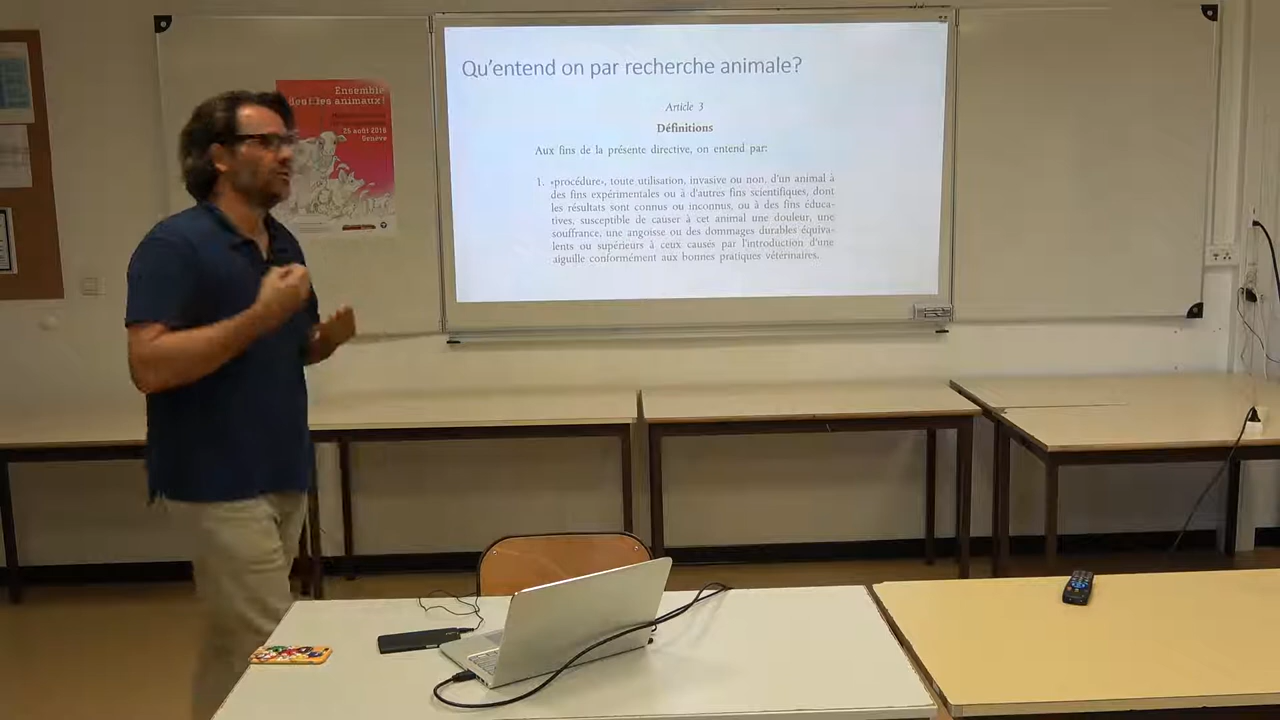 Qu'entend on par recherche animale?
Article 3
Définitions
Aux fins de la présente directive, on entend par:
1. «procédure», toute utilisation, invasive ou non, d'un animal à
des fins expérimentales ou à d'autres fins scientifiques, dont
les résultats sont connus ou inconnus, ou à des fins éduca-
tives, susceptible de causer à cet animal une douleur, une
souffrance, une angoisse ou des dommages durables équiva-
lents ou supérieurs à ceux causés par l'introduction d'une
aiguille conformément aux bonnes pratiques vétérinaires.
Ensemble
les animaux!
25 août 2018
Genève